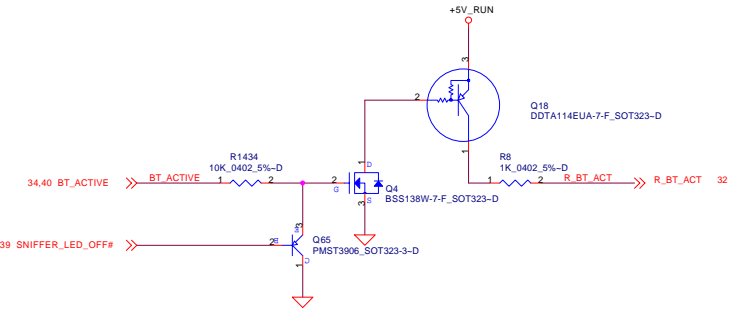 +5V_RUN
3
2
Q18
DDTA114EUA-7-F_SOT323~D
1
R1434
10K_0402_5%~D
R8
1K_0402_5%~D
34,40 BT_ACTIVE
BT_ACTIVE
1
2
2
G
1
D
S
3
Q4
BSS138W-7-F_SOT323~D
1
2
R_BT_ACT
R_BT_ACT 32
39 SNIFFER_LED_OFF#
2
B
E
3
C
1
Q65
PMST3906_SOT323-3~D